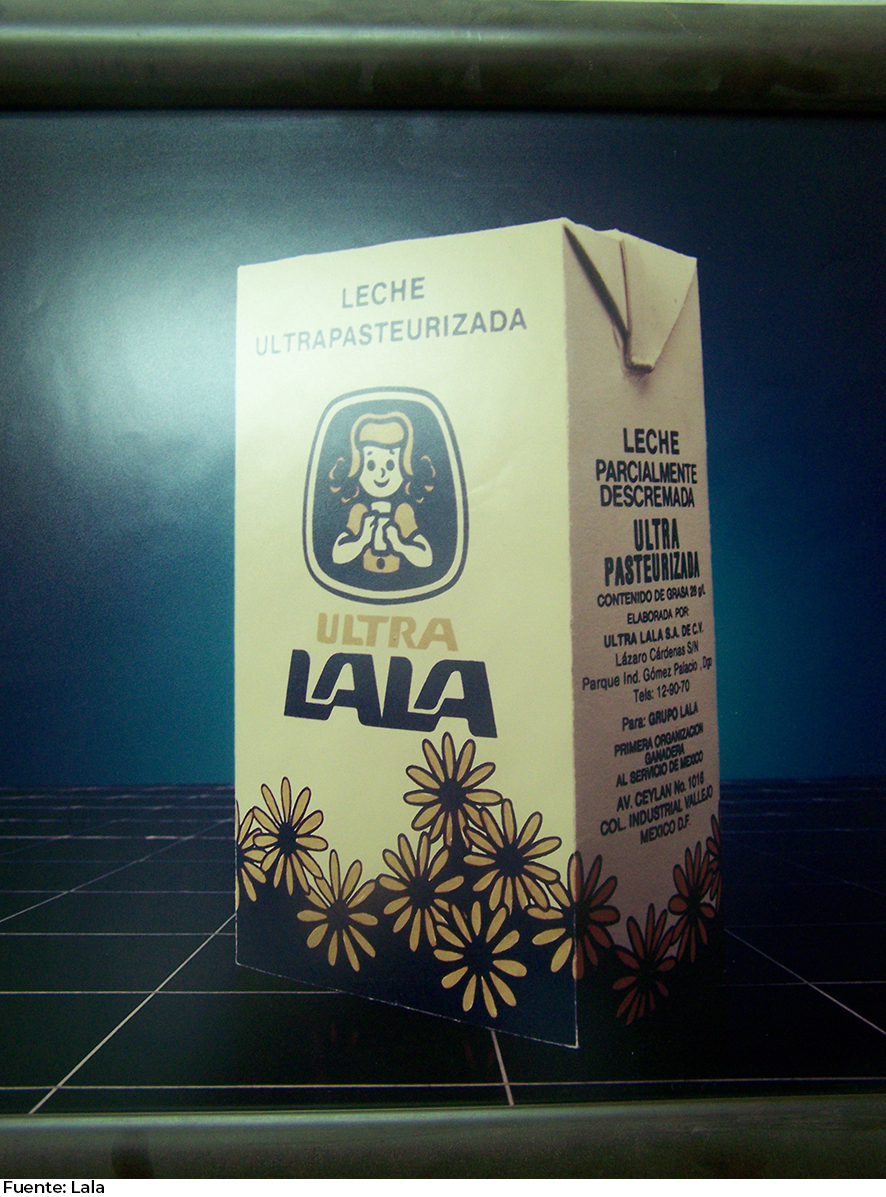 LECHE
ULTRAPASTEURIZADA
ULTRA
LALA
LECHE
PARCIALMENTE
DESCREMADA
ULTRA
PASTEURIZADA
CONTENIDO DE GRASA 28 g/l.
ELABORADA POR:
ULTRA LALA S.A. DE C.V.
Lázaro Cárdenas S/N
Parque Ind. Gómez Palacio , Dgo
Tels: 12-90-70
Para: GRUPO LALA
PRIMERA ORGANIZACION
GANADERA
AL SERVICIO DE MEXICO
AV. CEYLAN No. 1016
COL. INDUSTRIAL VALLEJO
MEXICO D.F.
Fuente: Lala